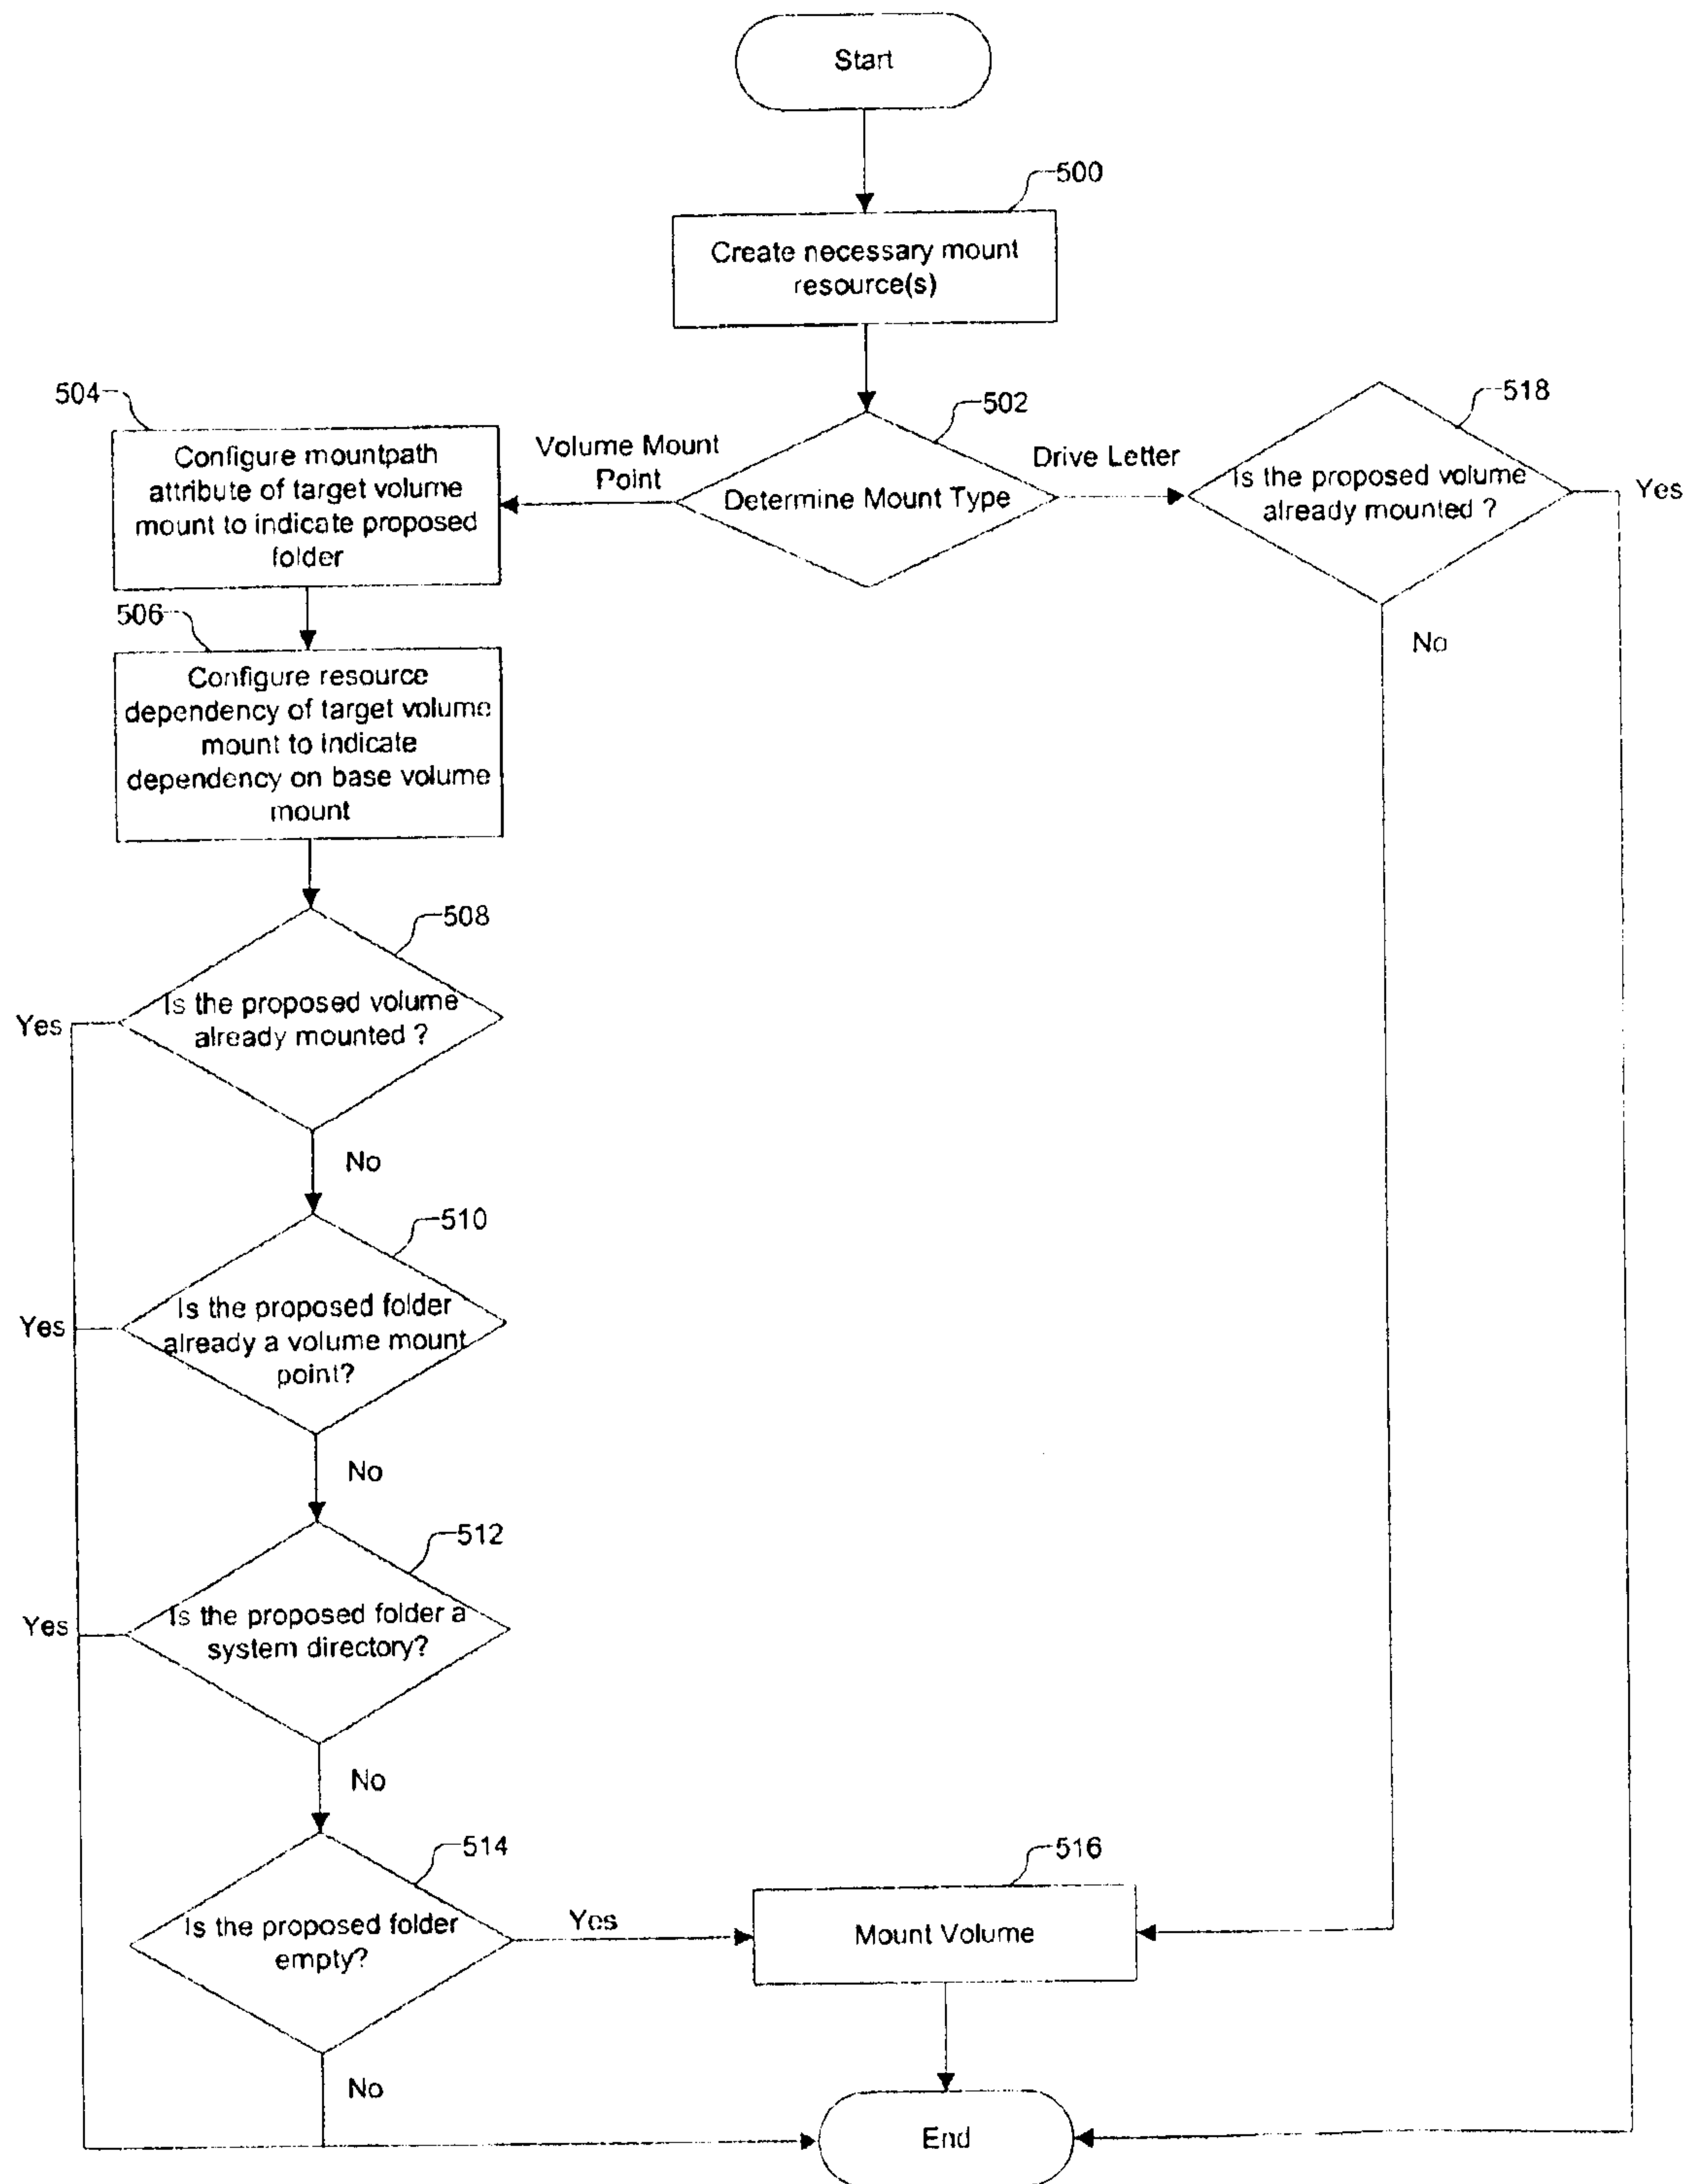 Start
500
Create necessary mount
resource(s)
504
502
518
Volume Mount
Point
Drive Letter
Configure mountpath
attribute of target volume
mount to indicate proposed
folder
Determine Mount Type
Is the proposed volume
already mounted ?
Yes
506
No
Configure resource
dependency of target volume
mount to indicate
dependency on base volume
mount
508
Is the proposed volume
already mounted ?
Yes
No
510
Is the proposed folder
already a volume mount
point?
Yes
No
512
Is the proposed folder a
system directory?
Yes
No
514
516
Is the proposed folder
empty?
Yes
Mount Volume
No
End